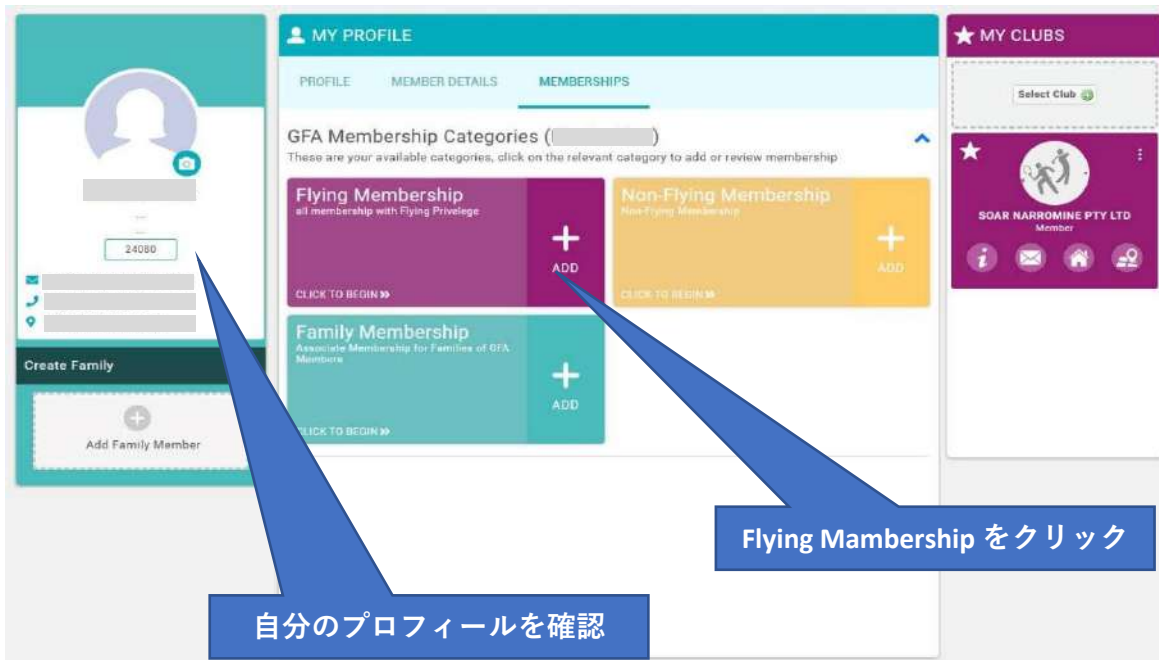 24080
Create Family
Add Family Member
MY PROFILE
PROFILE MEMBER DETAILS MEMBERSHIPS
GFA Membership Categories ( )
These are your available categories, click on the relevant category to add or review membership
Flying Membership
all membership with Flying Privelege
ADD
CLICK TO BEGIN »
Non-Flying Membership
Non-Flying Membership
ADD
CLICK TO BEGIN »
Family Membership
Associate Membership for Families of GFA
Members
ADD
CLICK TO BEGIN »
MY CLUBS
Select Club
SOAR NARROMINE PTY LTD
Member
Flying Mambership をクリック
自分のプロフィールを確認